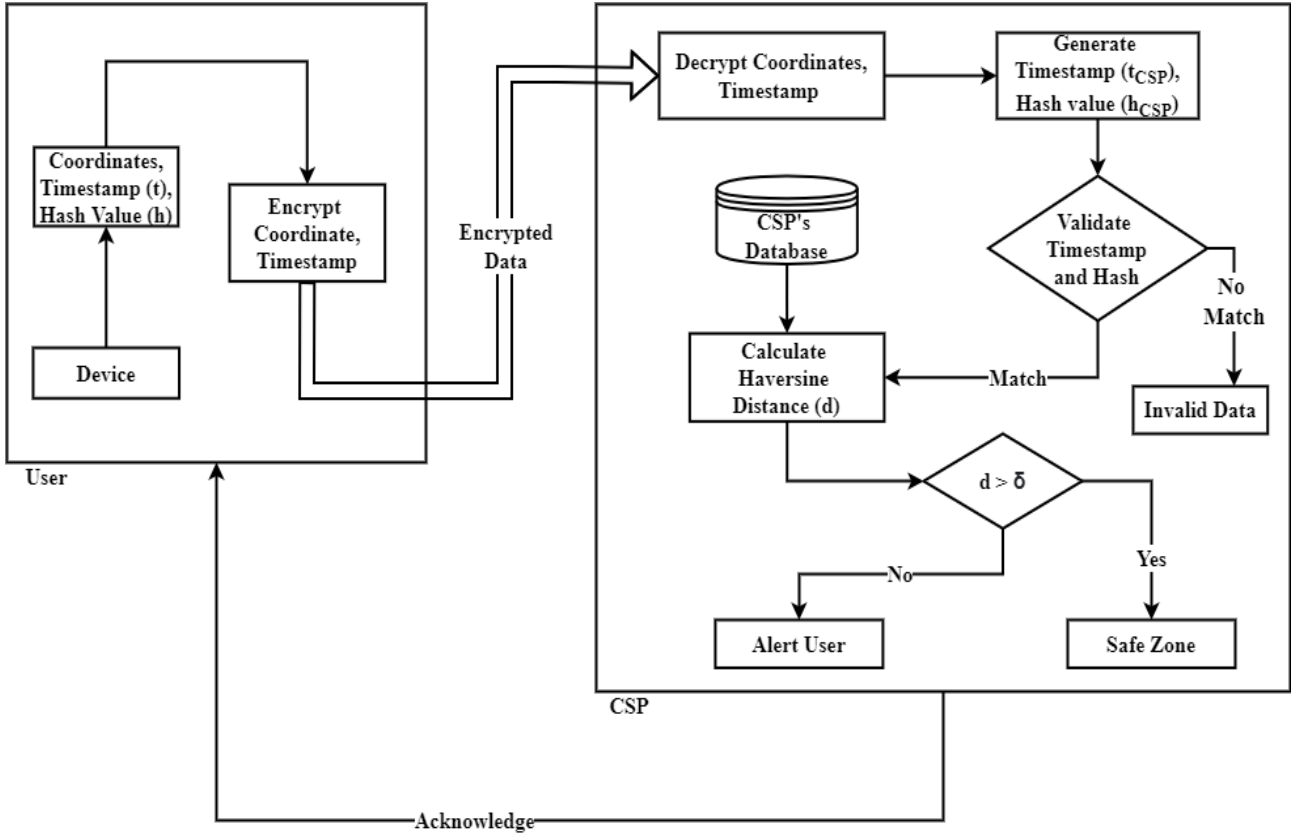 Coordinates,
Timestamp (t),
Hash Value (h)
Encrypt
Coordinate,
Timestamp
Device
User
Encrypted
Data
Decrypt Coordinates,
Timestamp
Generate
Timestamp (tCSP),
Hash value (hCSP)
CSP's
Database
Validate
Timestamp
and Hash
No
Match
Calculate
Haversine
Distance (d)
Match
Invalid Data
d > δ
No
Yes
Alert User
Safe Zone
CSP
Acknowledge